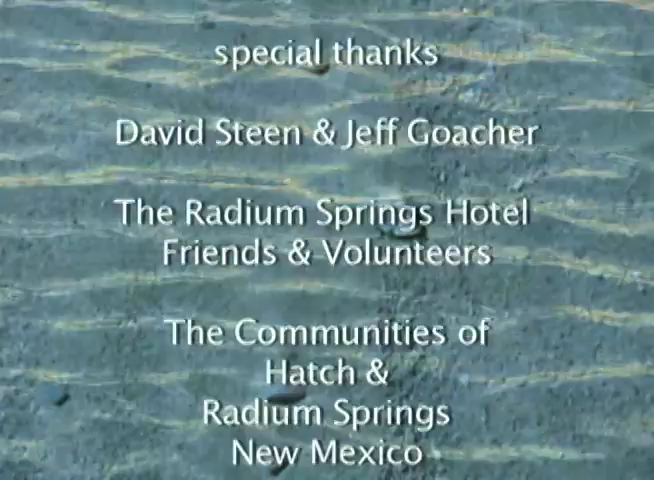 special thanks
David Steen & Jeff Goacher
The Radium Springs Hotel
Friends & Volunteers
The Communities of
Hatch &
Radium Springs
New Mexico